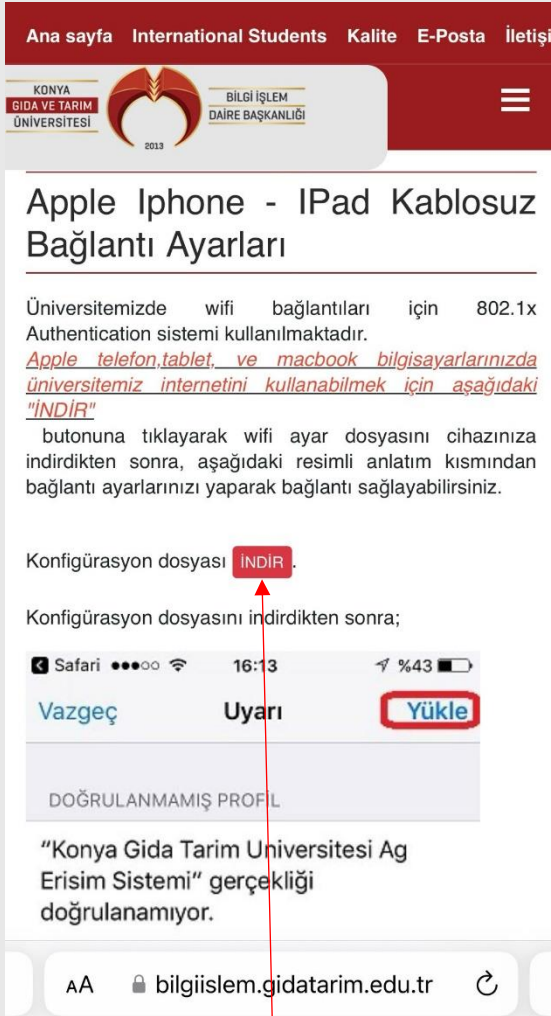 Ana sayfa International Students Kalite E-Posta İletişi
KONYA
GIDA VE TARIM
ÜNİVERSİTESİ
2013
BİLGİ İŞLEM
DAİRE BAŞKANLIĞI
Apple Iphone - IPad Kablosuz
Bağlantı Ayarları
Üniversitemizde wifi bağlantıları için 802.1x
Authentication sistemi kullanılmaktadır.
Apple telefon,tablet, ve macbook bilgisayarlarınızda
üniversitemiz internetini kullanabilmek için aşağıdaki
"İNDİR"
butonuna tıklayarak wifi ayar dosyasını cihazınıza
indirdikten sonra, aşağıdaki resimli anlatım kısmından
bağlantı ayarlarınızı yaparak bağlantı sağlayabilirsiniz.
Konfigürasyon dosyası İNDİR.
Konfigürasyon dosyasını indirdikten sonra;
Safari 16:13 %43
Vazgeç Uyarı Yükle
DOĞRULANMAMIŞ PROFİL
“Konya Gida Tarim Universitesi Ag
Erisim Sistemi” gerçekliği
doğrulanamıyor.
AA bilgiislem.gidatarim.edu.tr